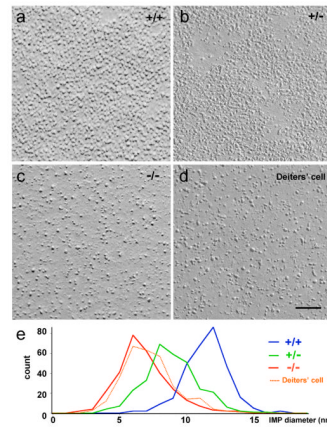 a +/+
b +/-
c -/-
d Deiters' cell
e
80
60
40
20
0
count
0 5 10 15
IMP diameter (nm
+/+
+/-
-/-
Deiters' cell